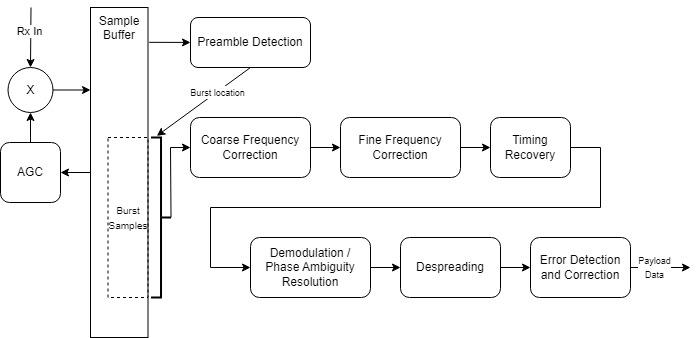 Rx In
X
AGC
Sample
Buffer
Preamble Detection
Burst location
Burst
Samples
Coarse Frequency
Correction
Fine Frequency
Correction
Timing
Recovery
Demodulation /
Phase Ambiguity
Resolution
Despreading
Error Detection
and Correction
Payload
Data